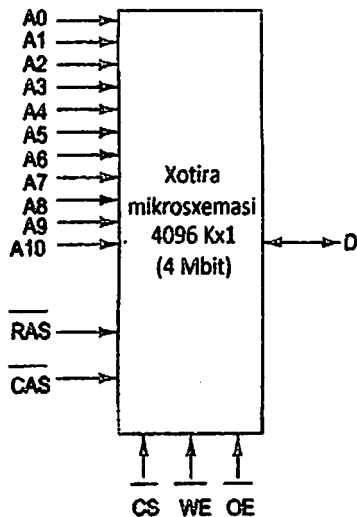 A0
A1
A2
A3
A4
A5
A6
A7
A8
A9
A10
Xotira
mikrosxemasi
4096 Kx1
(4 Mbit)
D
RAS
CAS
CS WE OE